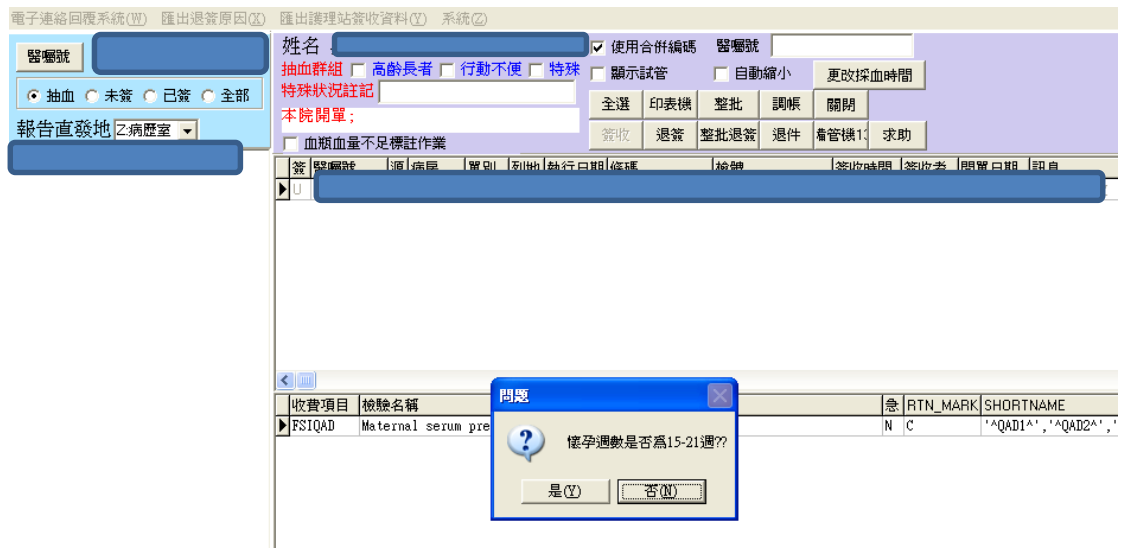 電子連絡回覆系統(W) 匯出退簽原因(X) 匯出護理站簽收資料(Y) 系統(Z)
醫囑號
抽血 未簽 已簽 全部
報告直發地 Z:病歷室
姓名
抽血群組 高齡長者 行動不便 特殊
特殊狀況註記
本院開單;
血瓶血量不足標註作業
使用合併編碼 醫囑號
顯示試管 自動縮小 更改採血時間
全選 印表機 整批 調帳 關閉
簽收 退簽 整批退簽 退件 求助
簽 醫囑號 源 病房 單別 列地 執行日期 條碼 檢體 簽收時間 簽收者 開單日期 訊息
U
收費項目 檢驗名稱 急 RTN_MARK SHORTNAME
FSIQAD Maternal serum pre N C '^QAD1^','^QAD2^','
問題
懷孕週數是否為15-21週??
是(Y) 否(N)